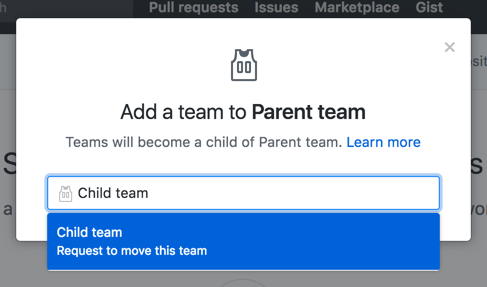 Pull requests Issues Marketplace Gist
Add a team to Parent team
Teams will become a child of Parent team. Learn more
Child team
Child team
Request to move this team